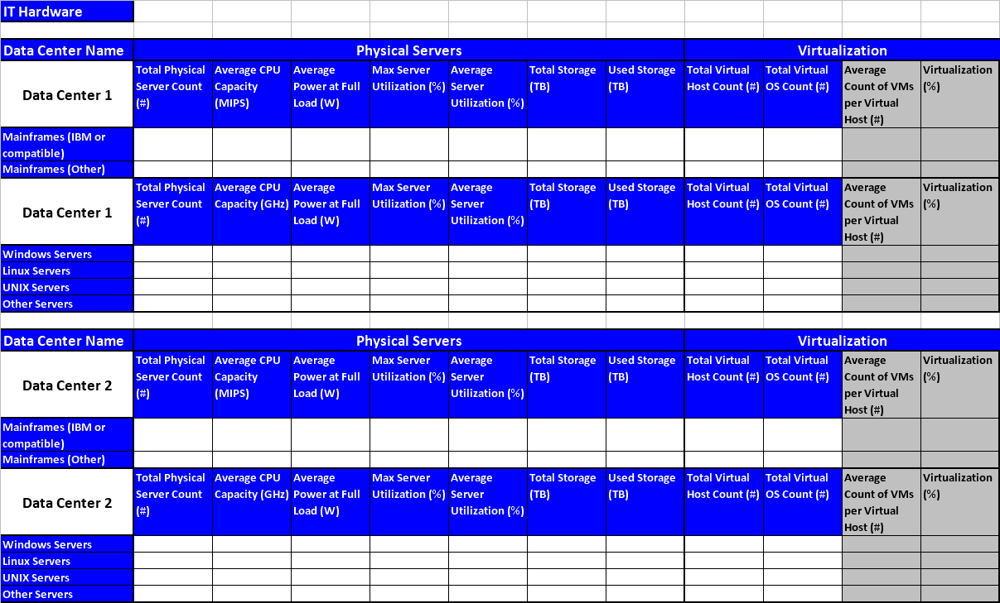 IT Hardware
Data Center Name Physical Servers Virtualization
Data Center 1
Total Physical Server Count (#)
Average CPU Capacity (MIPS)
Average Power at Full Load (W)
Max Server Utilization (%)
Average Server Utilization (%)
Total Storage (TB)
Used Storage (TB)
Total Virtual Host Count (#)
Total Virtual OS Count (#)
Average Count of VMs per Virtual Host (#)
Virtualization (%)
Mainframes (IBM or compatible)
Mainframes (Other)
Data Center 1
Total Physical Server Count (#)
Average CPU Capacity (GHz)
Average Power at Full Load (W)
Max Server Utilization (%)
Average Server Utilization (%)
Total Storage (TB)
Used Storage (TB)
Total Virtual Host Count (#)
Total Virtual OS Count (#)
Average Count of VMs per Virtual Host (#)
Virtualization (%)
Windows Servers
Linux Servers
UNIX Servers
Other Servers
Data Center Name Physical Servers Virtualization
Data Center 2
Total Physical Server Count (#)
Average CPU Capacity (MIPS)
Average Power at Full Load (W)
Max Server Utilization (%)
Average Server Utilization (%)
Total Storage (TB)
Used Storage (TB)
Total Virtual Host Count (#)
Total Virtual OS Count (#)
Average Count of VMs per Virtual Host (#)
Virtualization (%)
Mainframes (IBM or compatible)
Mainframes (Other)
Data Center 2
Total Physical Server Count (#)
Average CPU Capacity (GHz)
Average Power at Full Load (W)
Max Server Utilization (%)
Average Server Utilization (%)
Total Storage (TB)
Used Storage (TB)
Total Virtual Host Count (#)
Total Virtual OS Count (#)
Average Count of VMs per Virtual Host (#)
Virtualization (%)
Windows Servers
Linux Servers
UNIX Servers
Other Servers